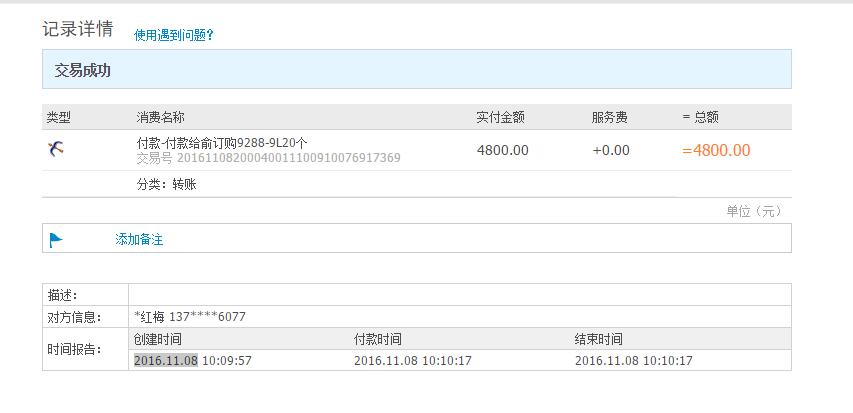 记录详情 使用遇到问题?
交易成功
类型 消费名称 实付金额 服务费 = 总额
付款-付款给俞订购9288-9L20个 4800.00 +0.00 =4800.00
交易号 20161108200040011100910076917369
分类：转账
单位（元）
添加备注
描述：
对方信息： *红梅 137****6077
时间报告： 创建时间 付款时间 结束时间
2016.11.08 10:09:57 2016.11.08 10:10:17 2016.11.08 10:10:17